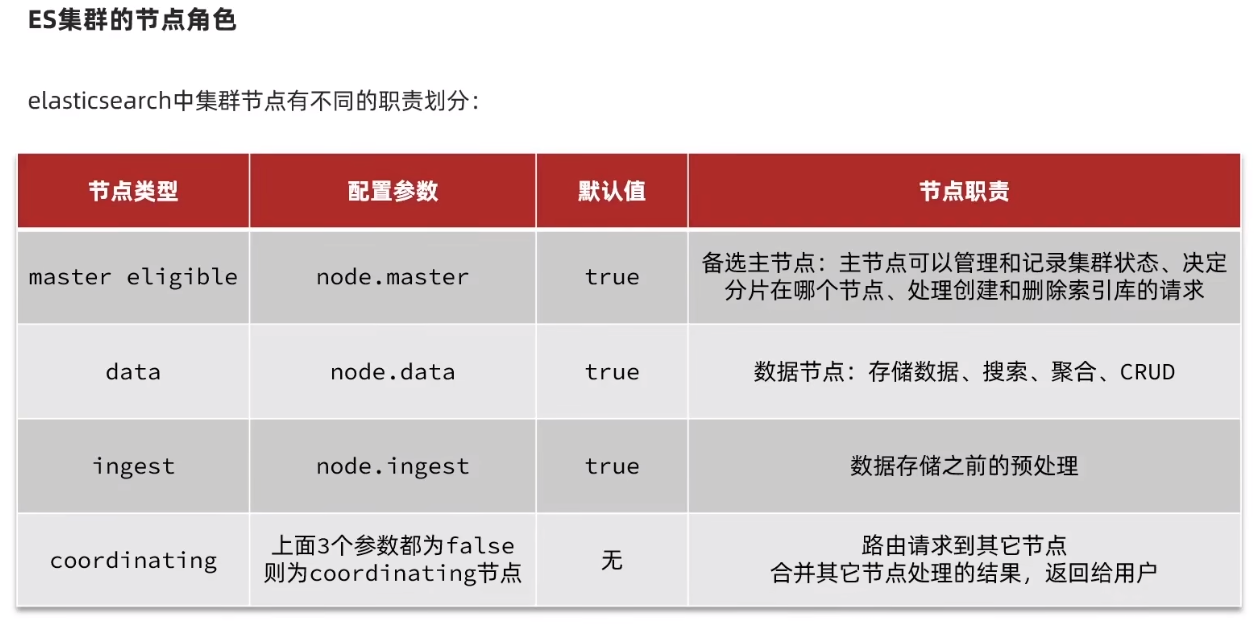 ES集群的节点角色
elasticsearch中集群节点有不同的职责划分：
节点类型 配置参数 默认值 节点职责
master eligible node.master true 备选主节点：主节点可以管理和记录集群状态、决定
分片在哪个节点、处理创建和删除索引库的请求
data node.data true 数据节点：存储数据、搜索、聚合、CRUD
ingest node.ingest true 数据存储之前的预处理
coordinating 上面3个参数都为false
则为coordinating节点 无 路由请求到其它节点
合并其它节点处理的结果，返回给用户